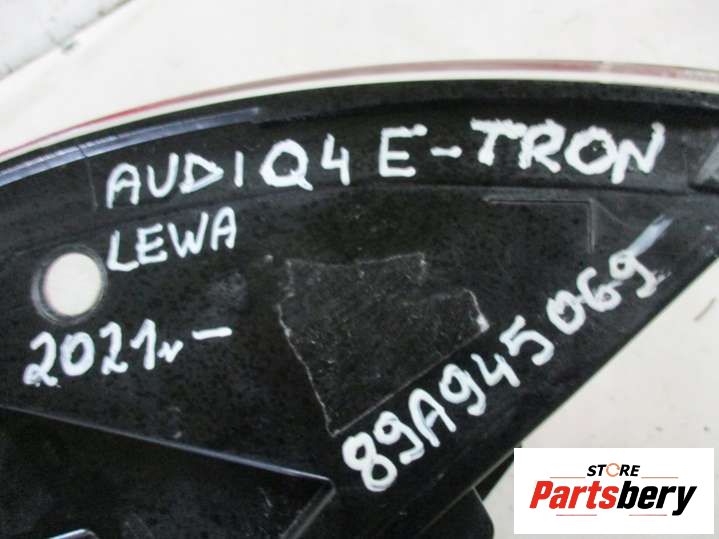 AUDI Q4 E-TRON
LEWA
2021r-
89A945069
STORE
Partsbery